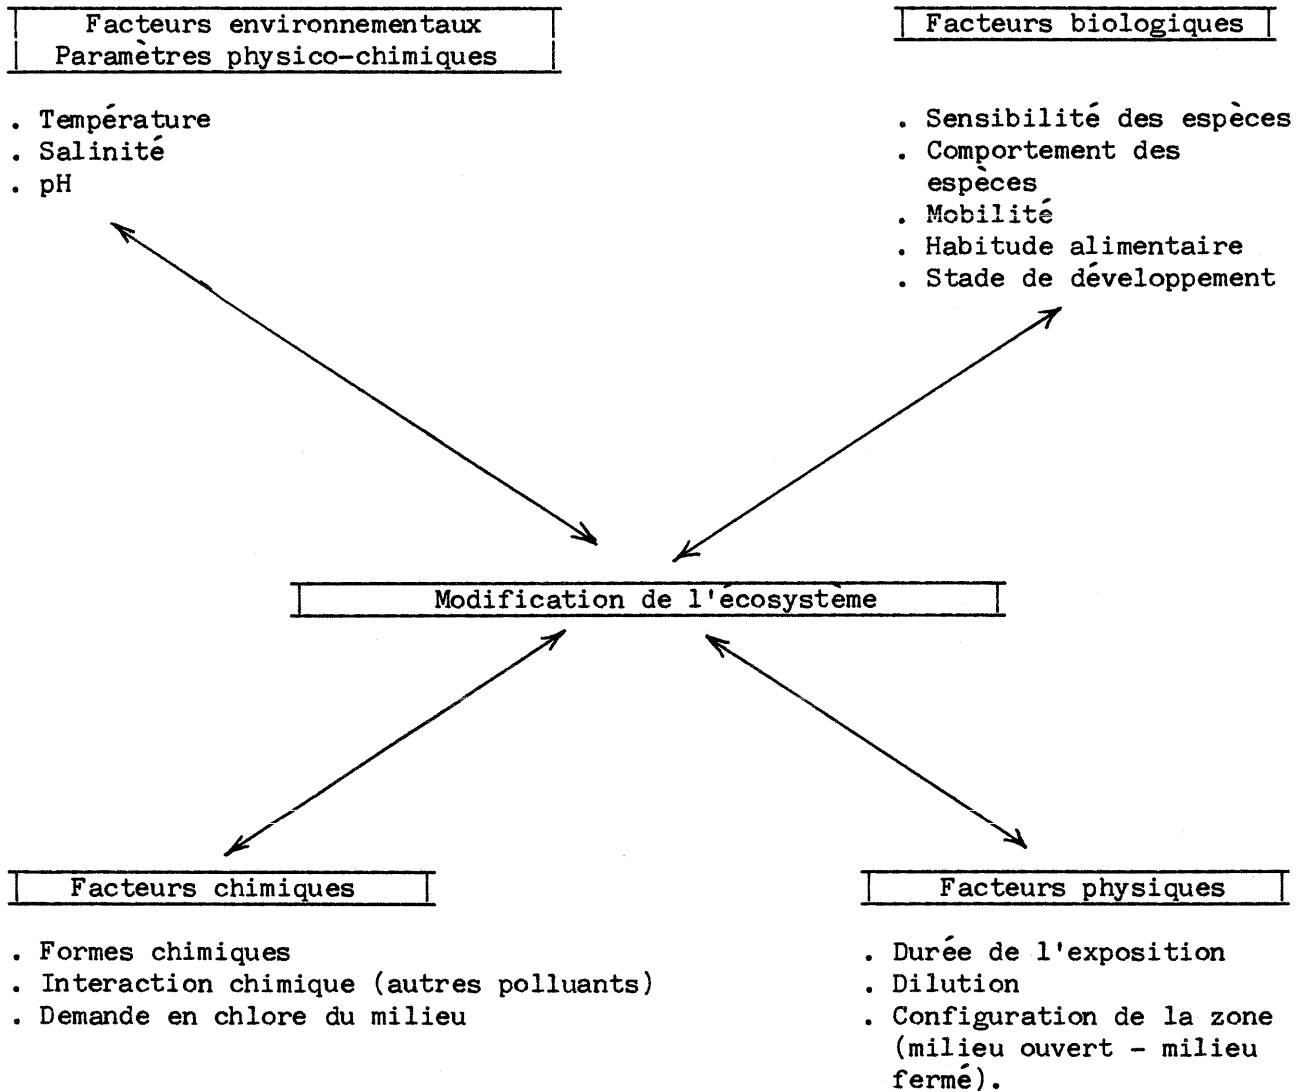 Facteurs environnementaux
Paramètres physico-chimiques
. Température
. Salinité
. pH
Facteurs biologiques
. Sensibilité des espèces
. Comportement des
espèces
. Mobilité
. Habitude alimentaire
. Stade de développement
Modification de l'écosystème
Facteurs chimiques
. Formes chimiques
. Interaction chimique (autres polluants)
. Demande en chlore du milieu
Facteurs physiques
. Durée de l'exposition
. Dilution
. Configuration de la zone
(milieu ouvert - milieu
fermé).